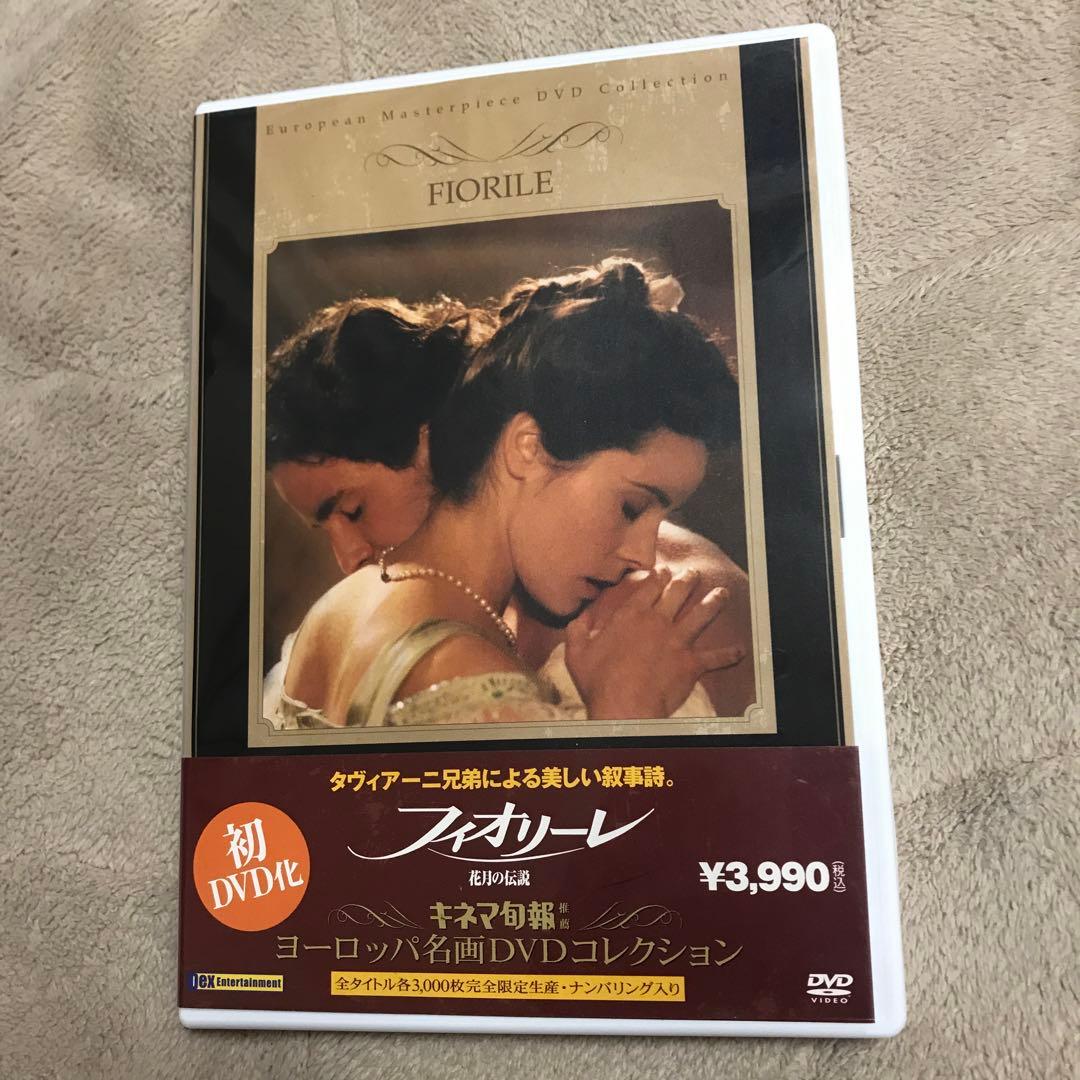 European Masterpiece DVD Collection
FIORILE
タヴィアーニ兄弟による美しい叙事詩。
初
DVD化
フィオリーレ
花月の伝説
¥3,990(税込)
キネマ旬報推薦
ヨーロッパ名画DVDコレクション
Dex Entertainment
全タイトル各3,000枚完全限定生産・ナンバリング入り
DVD
VIDEO